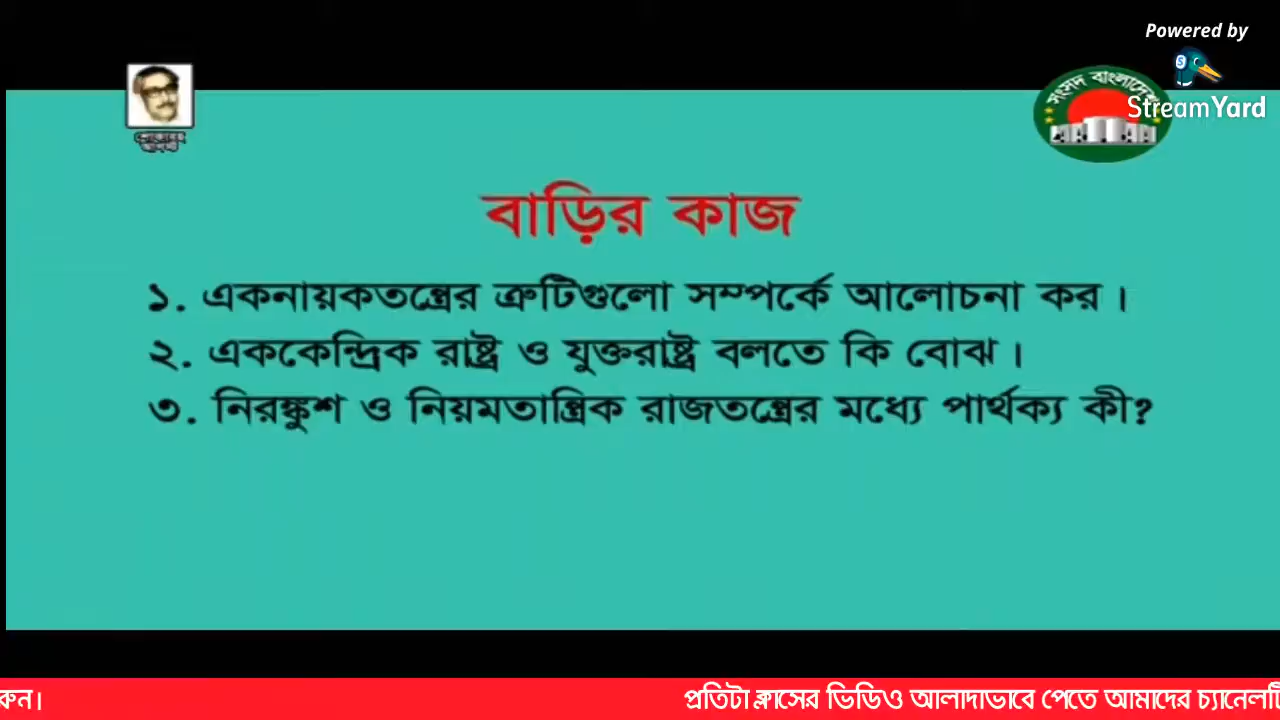 Powered by
StreamYard
সংসদ বাংলাদেশ
বাড়ির কাজ
১. একনায়কতন্ত্রের ত্রুটিগুলো সম্পর্কে আলোচনা কর।
২. এককেন্দ্রিক রাষ্ট্র ও যুক্তরাষ্ট্র বলতে কি বোঝ।
৩. নিরঙ্কুশ ও নিয়মতান্ত্রিক রাজতন্ত্রের মধ্যে পার্থক্য কী?
প্রতিটা ক্লাসের ভিডিও আলাদাভাবে পেতে আমাদের